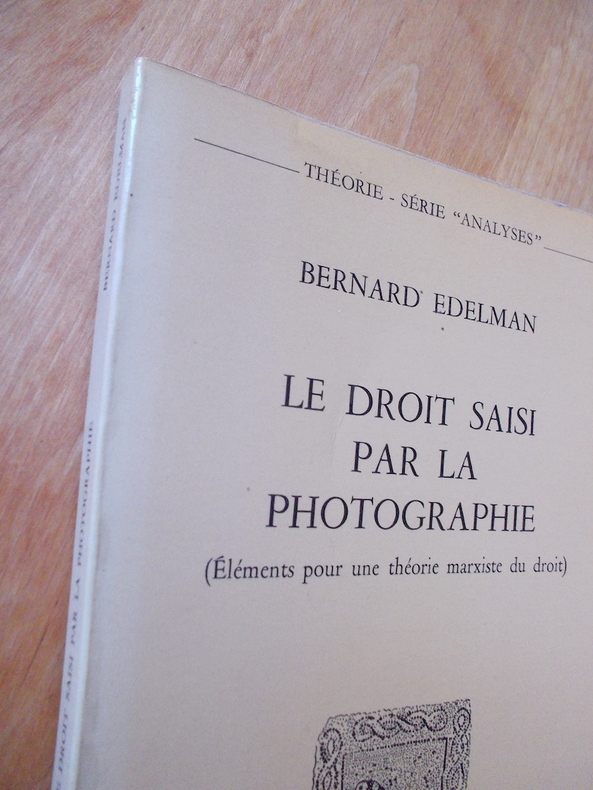 THÉORIE - SÉRIE "ANALYSES"
BERNARD EDELMAN
LE DROIT SAISI
PAR LA
PHOTOGRAPHIE
(Éléments pour une théorie marxiste du droit)
BERNARD EDELMAN
DROIT SAISI PAR LA PHOTOGRAPHIE